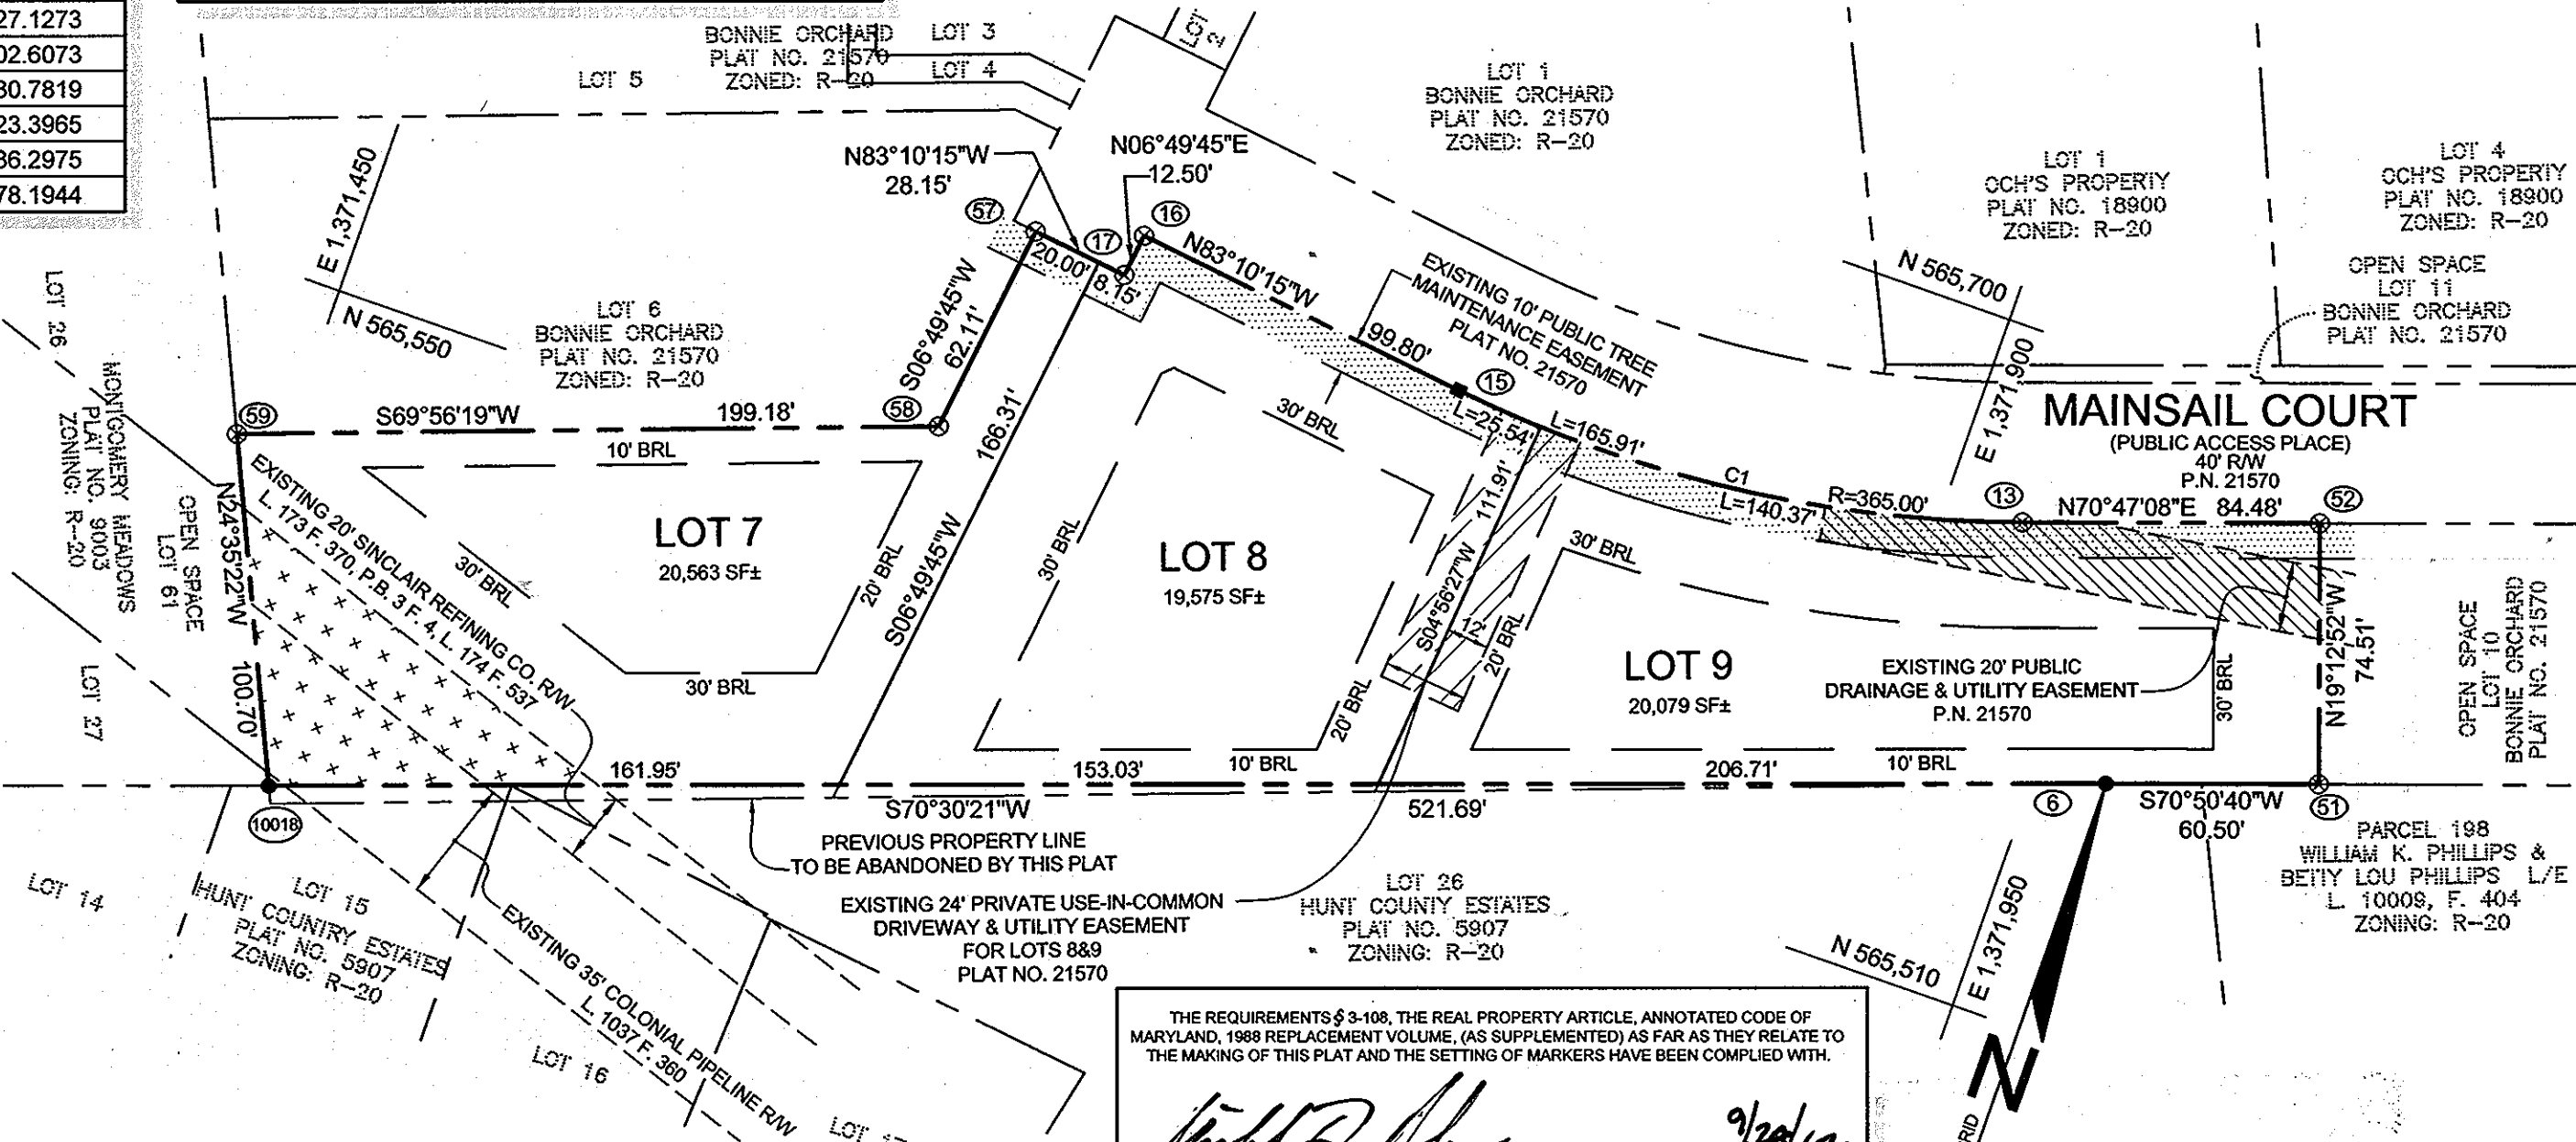 27.1273
02.6073
30.7819
23.3965
36.2975
78.1944
BONNIE ORCHARD
PLAT NO. 21570
ZONED: R-20
LOT 3
LOT 4
LOT 5
LOT 2
LOT 1
BONNIE ORCHARD
PLAT NO. 21570
ZONED: R-20
LOT 1
OCH'S PROPERTY
PLAT NO. 18900
ZONED: R-20
LOT 4
OCH'S PROPERTY
PLAT NO. 18900
ZONED: R-20
OPEN SPACE
LOT 11
BONNIE ORCHARD
PLAT NO. 21570
E 1,371,450
N 565,550
N83°10'15"W
28.15'
N06°49'45"E
12.50'
57
17
16
20.00'
8.15'
N83°10'15"W
99.80'
EXISTING 10' PUBLIC TREE
MAINTENANCE EASEMENT
PLAT NO. 21570
15
N 565,700
E 1,371,900
MAINSAIL COURT
(PUBLIC ACCESS PLACE)
40' R/W
P.N. 21570
LOT 6
BONNIE ORCHARD
PLAT NO. 21570
ZONED: R-20
S06°49'45"W
62.11'
LOT 26
MONTGOMERY MEADOWS
PLAT NO. 9003
ZONING: R-20
OPEN SPACE
LOT 61
LOT 27
59
S69°56'19"W 199.18'
58
10' BRL
166.31'
S06°49'45"W
30' BRL
L=25.54'
L=165.91'
C1
L=140.37'
R=365.00'
13
N70°47'08"E 84.48'
52
N24°35'22"W
100.70'
EXISTING 20' SINCLAIR REFINING CO. R/W
L. 173 F. 370, P.B. 3 F. 4, L. 174 F. 537
30' BRL
LOT 7
20,563 SF±
20' BRL
30' BRL
30' BRL
LOT 8
19,575 SF±
111.91'
S04°56'27"W
12'
20' BRL
20' BRL
30' BRL
LOT 9
20,079 SF±
EXISTING 20' PUBLIC
DRAINAGE & UTILITY EASEMENT
P.N. 21570
30' BRL
N19°12'52"W
74.51'
OPEN SPACE
LOT 10
BONNIE ORCHARD
PLAT NO. 21570
10018
161.95'
153.03'
10' BRL
206.71'
10' BRL
S70°30'21"W
521.69'
6
S70°50'40"W
60.50'
51
PREVIOUS PROPERTY LINE
TO BE ABANDONED BY THIS PLAT
EXISTING 24' PRIVATE USE-IN-COMMON
DRIVEWAY & UTILITY EASEMENT
FOR LOTS 8&9
PLAT NO. 21570
LOT 26
HUNT COUNTY ESTATES
PLAT NO. 5907
ZONING: R-20
PARCEL 198
WILLIAM K. PHILLIPS &
BETTY LOU PHILLIPS L/E
L. 10009, F. 404
ZONING: R-20
LOT 14
LOT 15
HUNT COUNTRY ESTATES
PLAT NO. 5907
ZONING: R-20
EXISTING 35' COLONIAL PIPELINE R/W
L. 1037 F. 360
LOT 16
LOT
N 565,510
E 1,371,950
N
THE REQUIREMENTS § 3-108, THE REAL PROPERTY ARTICLE, ANNOTATED CODE OF
MARYLAND, 1988 REPLACEMENT VOLUME, (AS SUPPLEMENTED) AS FAR AS THEY RELATE TO
THE MAKING OF THIS PLAT AND THE SETTING OF MARKERS HAVE BEEN COMPLIED WITH.